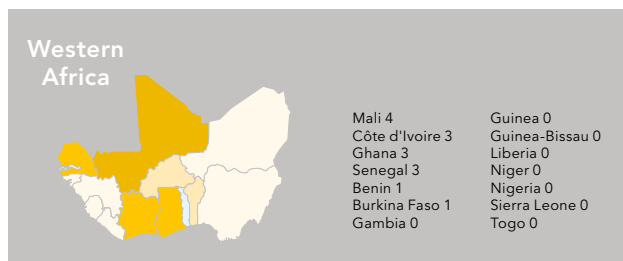 Western
Africa
Mali 4
Côte d'Ivoire 3
Ghana 3
Senegal 3
Benin 1
Burkina Faso 1
Gambia 0
Guinea 0
Guinea-Bissau 0
Liberia 0
Niger 0
Nigeria 0
Sierra Leone 0
Togo 0